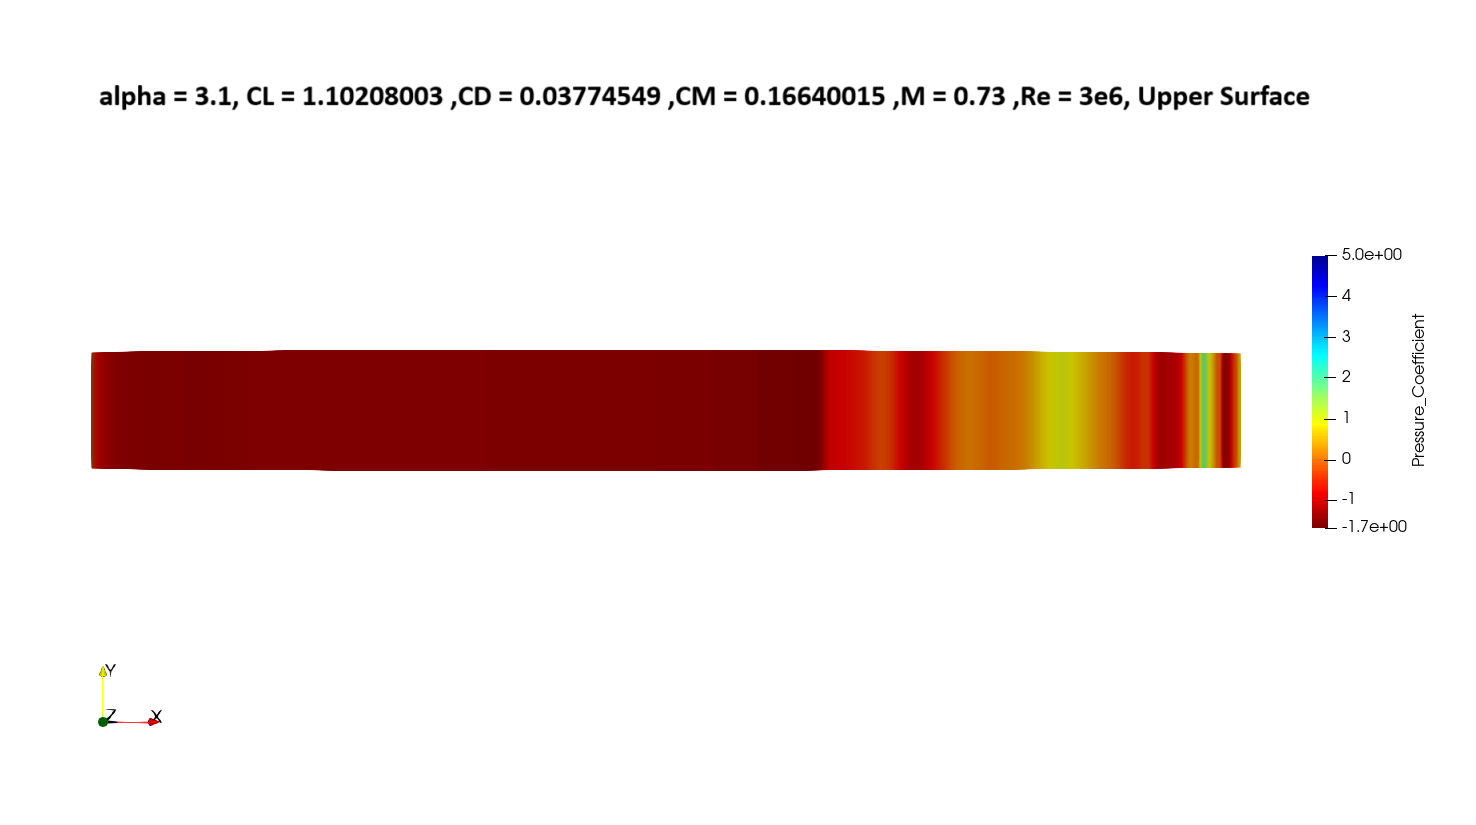 alpha = 3.1, CL = 1.10208003 ,CD = 0.03774549 ,CM = 0.16640015 ,M = 0.73 ,Re = 3e6, Upper Surface
5.0e+00
4
3
2
1
0
-1
-1.7e+00
Pressure_Coefficient
Y
Z
X